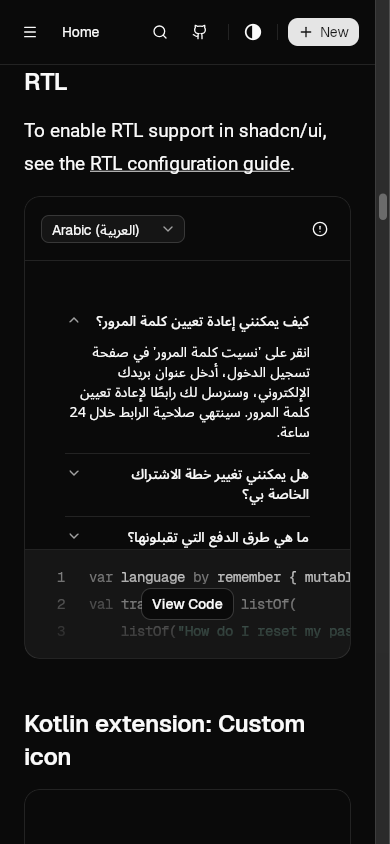 Home
New
RTL
To enable RTL support in shadcn/ui,
see the RTL configuration guide.
Arabic (العربية)
كيف يمكنني إعادة تعيين كلمة المرور؟
انقر على 'نسيت كلمة المرور' في صفحة
تسجيل الدخول، أدخل عنوان بريدك
الإلكتروني، وسنرسل لك رابطًا لإعادة تعيين
كلمة المرور. سينتهي صلاحية الرابط خلال 24
ساعة.
هل يمكنني تغيير خطة الاشتراك
الخاصة بي؟
ما هي طرق الدفع التي تقبلونها؟
1 var language by remember { mutabl
2 val tra
View Code
listOf(
3 listOf("How do I reset my pas
Kotlin extension: Custom
icon